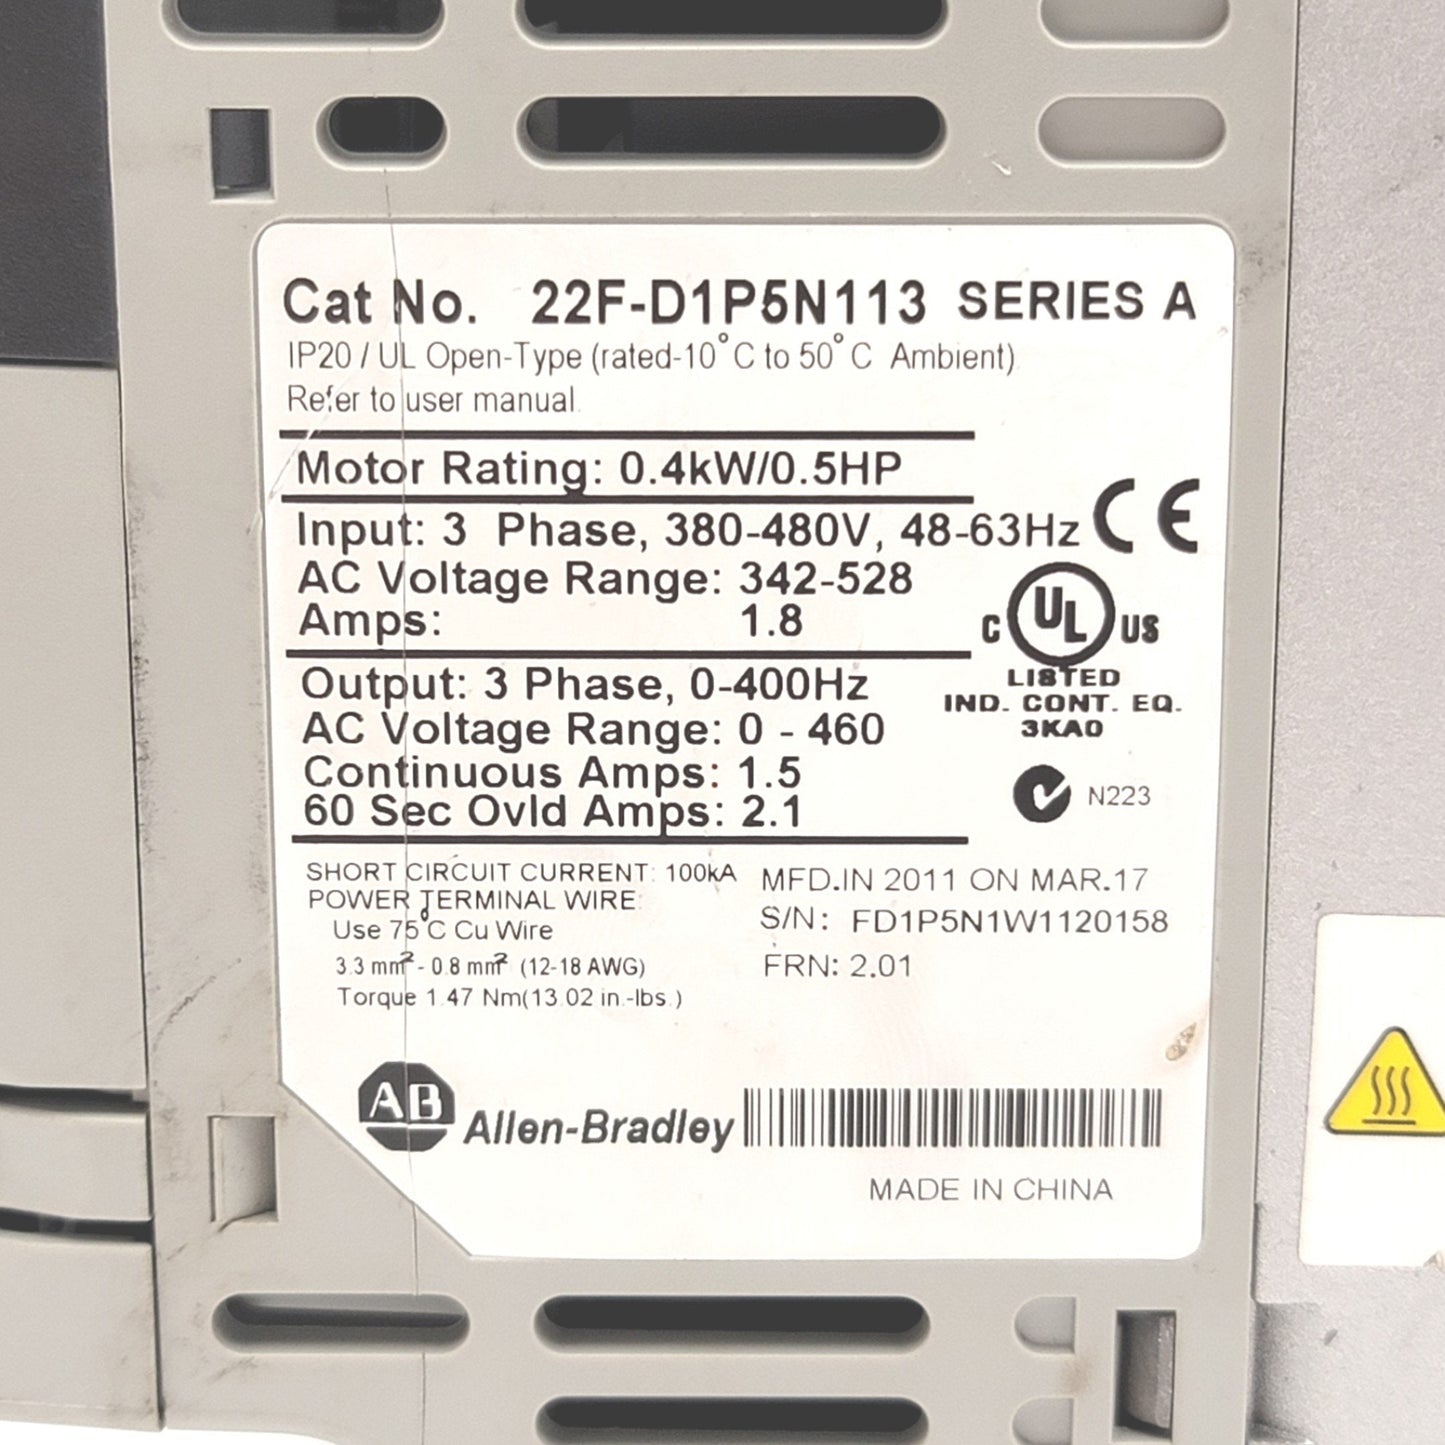 Cat No. 22F-D1P5N113 SERIES A
IP20 / UL Open-Type (rated-10°C to 50°C Ambient)
Refer to user manual.
Motor Rating: 0.4kW/0.5HP
Input: 3 Phase, 380-480V, 48-63Hz
CE
AC Voltage Range: 342-528
Amps: 1.8
C UL US
LISTED
IND. CONT. EQ.
3KA0
Output: 3 Phase, 0-400Hz
AC Voltage Range: 0 - 460
Continuous Amps: 1.5
60 Sec Ovld Amps: 2.1
N223
SHORT CIRCUIT CURRENT: 100kA
POWER TERMINAL WIRE:
Use 75°C Cu Wire
3.3 mm² - 0.8 mm² (12-18 AWG)
Torque 1.47 Nm(13.02 in.-lbs.)
MFD.IN 2011 ON MAR.17
S/N: FD1P5N1W1120158
FRN: 2.01
AB Allen-Bradley
MADE IN CHINA